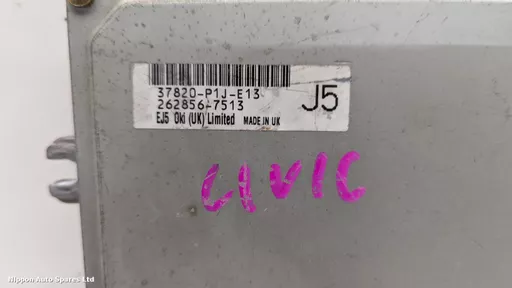 37820-P1J-E13
262856-7513
J5
EJ5 Oki (UK) Limited MADE IN UK
CIVIC
Nippon Auto Spares Ltd